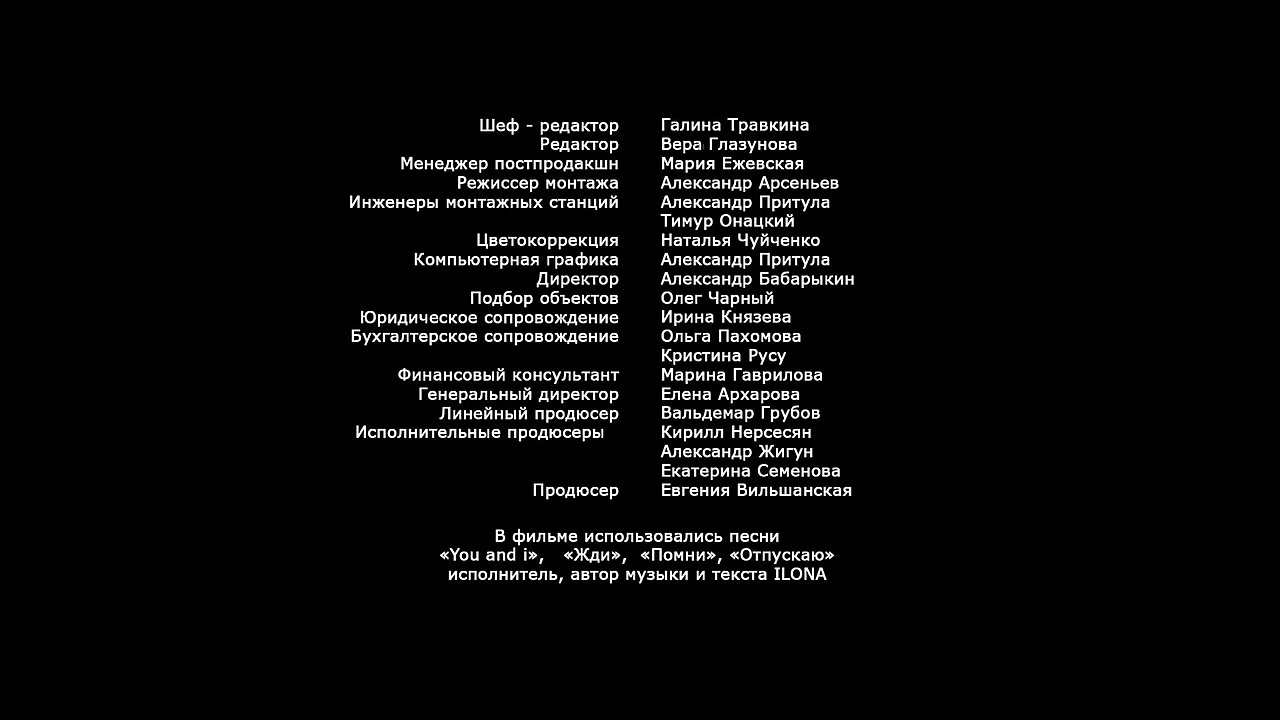 Шеф - редактор Галина Травкина
Редактор Вера Глазунова
Менеджер постпродакшн Мария Ежевская
Режиссер монтажа Александр Арсеньев
Инженеры монтажных станций Александр Притула
Тимур Онацкий
Цветокоррекция Наталья Чуйченко
Компьютерная графика Александр Притула
Директор Александр Бабарыкин
Подбор объектов Олег Чарный
Юридическое сопровождение Ирина Князева
Бухгалтерское сопровождение Ольга Пахомова
Кристина Русу
Финансовый консультант Марина Гаврилова
Генеральный директор Елена Архарова
Линейный продюсер Вальдемар Грубов
Исполнительные продюсеры Кирилл Нерсесян
Александр Жигун
Екатерина Семенова
Продюсер Евгения Вильшанская
В фильме использовались песни
«You and i», «Жди», «Помни», «Отпускаю»
исполнитель, автор музыки и текста ILONA